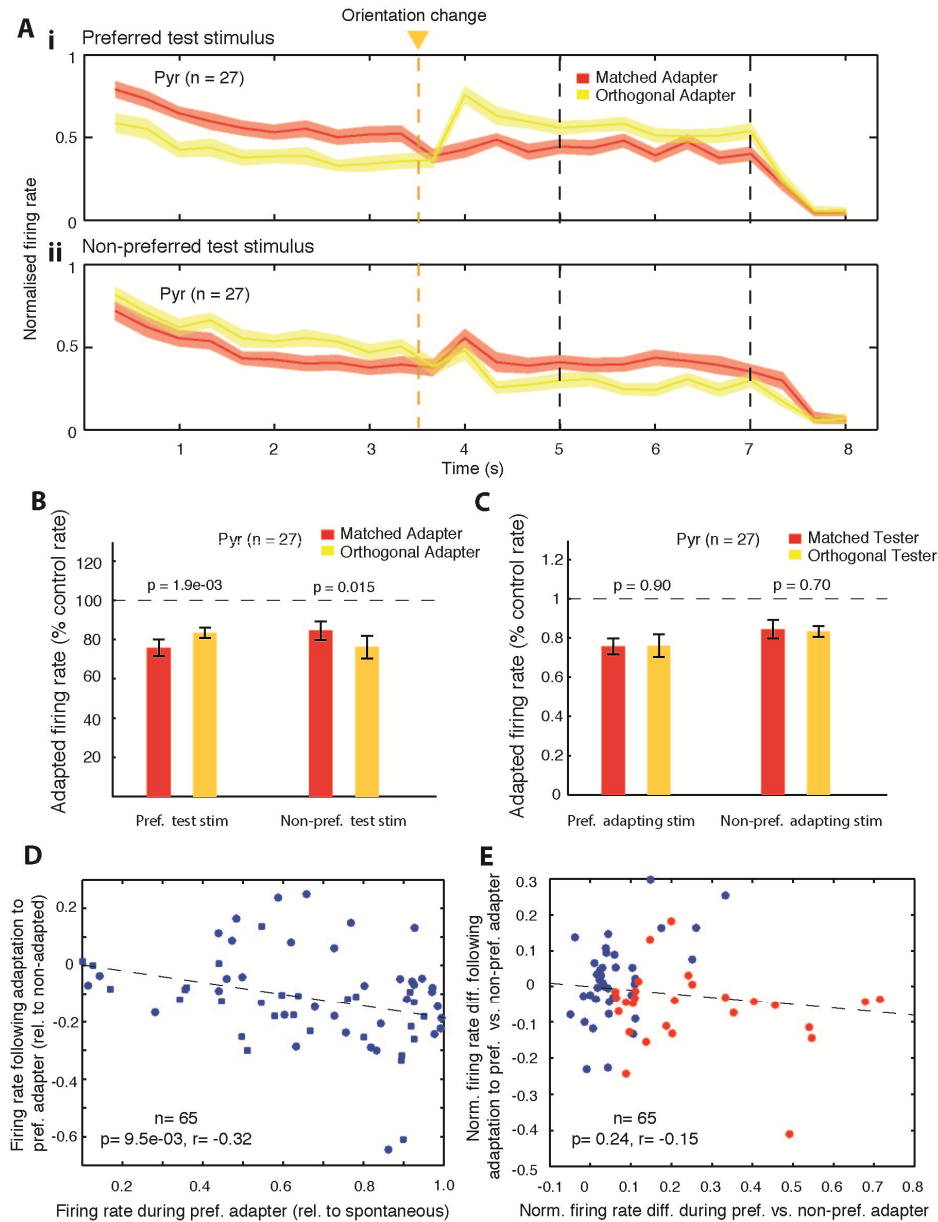 Orientation change
A
i
Preferred test stimulus
1
Pyr (n = 27)
Matched Adapter
Orthogonal Adapter
0.5
0
ii
Non-preferred test stimulus
1
Pyr (n = 27)
0.5
0
Normalised firing rate
1 2 3 4 5 6 7 8
Time (s)
B
Pyr (n = 27)
Matched Adapter
Orthogonal Adapter
Adapted firing rate (% control rate)
120
100
80
60
40
20
p = 1.9e-03
p = 0.015
Pref. test stim
Non-pref. test stim
C
Pyr (n = 27)
Matched Tester
Orthogonal Tester
Adapted firing rate (% control rate)
1.2
1
0.8
0.6
0.4
0.2
0
p = 0.90
p = 0.70
Pref. adapting stim
Non-pref. adapting stim
D
Firing rate following adaptation to
pref. adapter (rel. to non-adapted)
0.2
0
-0.2
-0.4
-0.6
n= 65
p= 9.5e-03, r= -0.32
0.2 0.4 0.6 0.8 1.0
Firing rate during pref. adapter (rel. to spontaneous)
E
Norm. firing rate diff. following
adaptation to pref. vs. non-pref. adapter
0.3
0.2
0.1
0
-0.1
-0.2
-0.3
-0.4
-0.5
n= 65
p= 0.24, r= -0.15
-0.1 0 0.1 0.2 0.3 0.4 0.5 0.6 0.7 0.8
Norm. firing rate diff. during pref. vs. non-pref. adapter